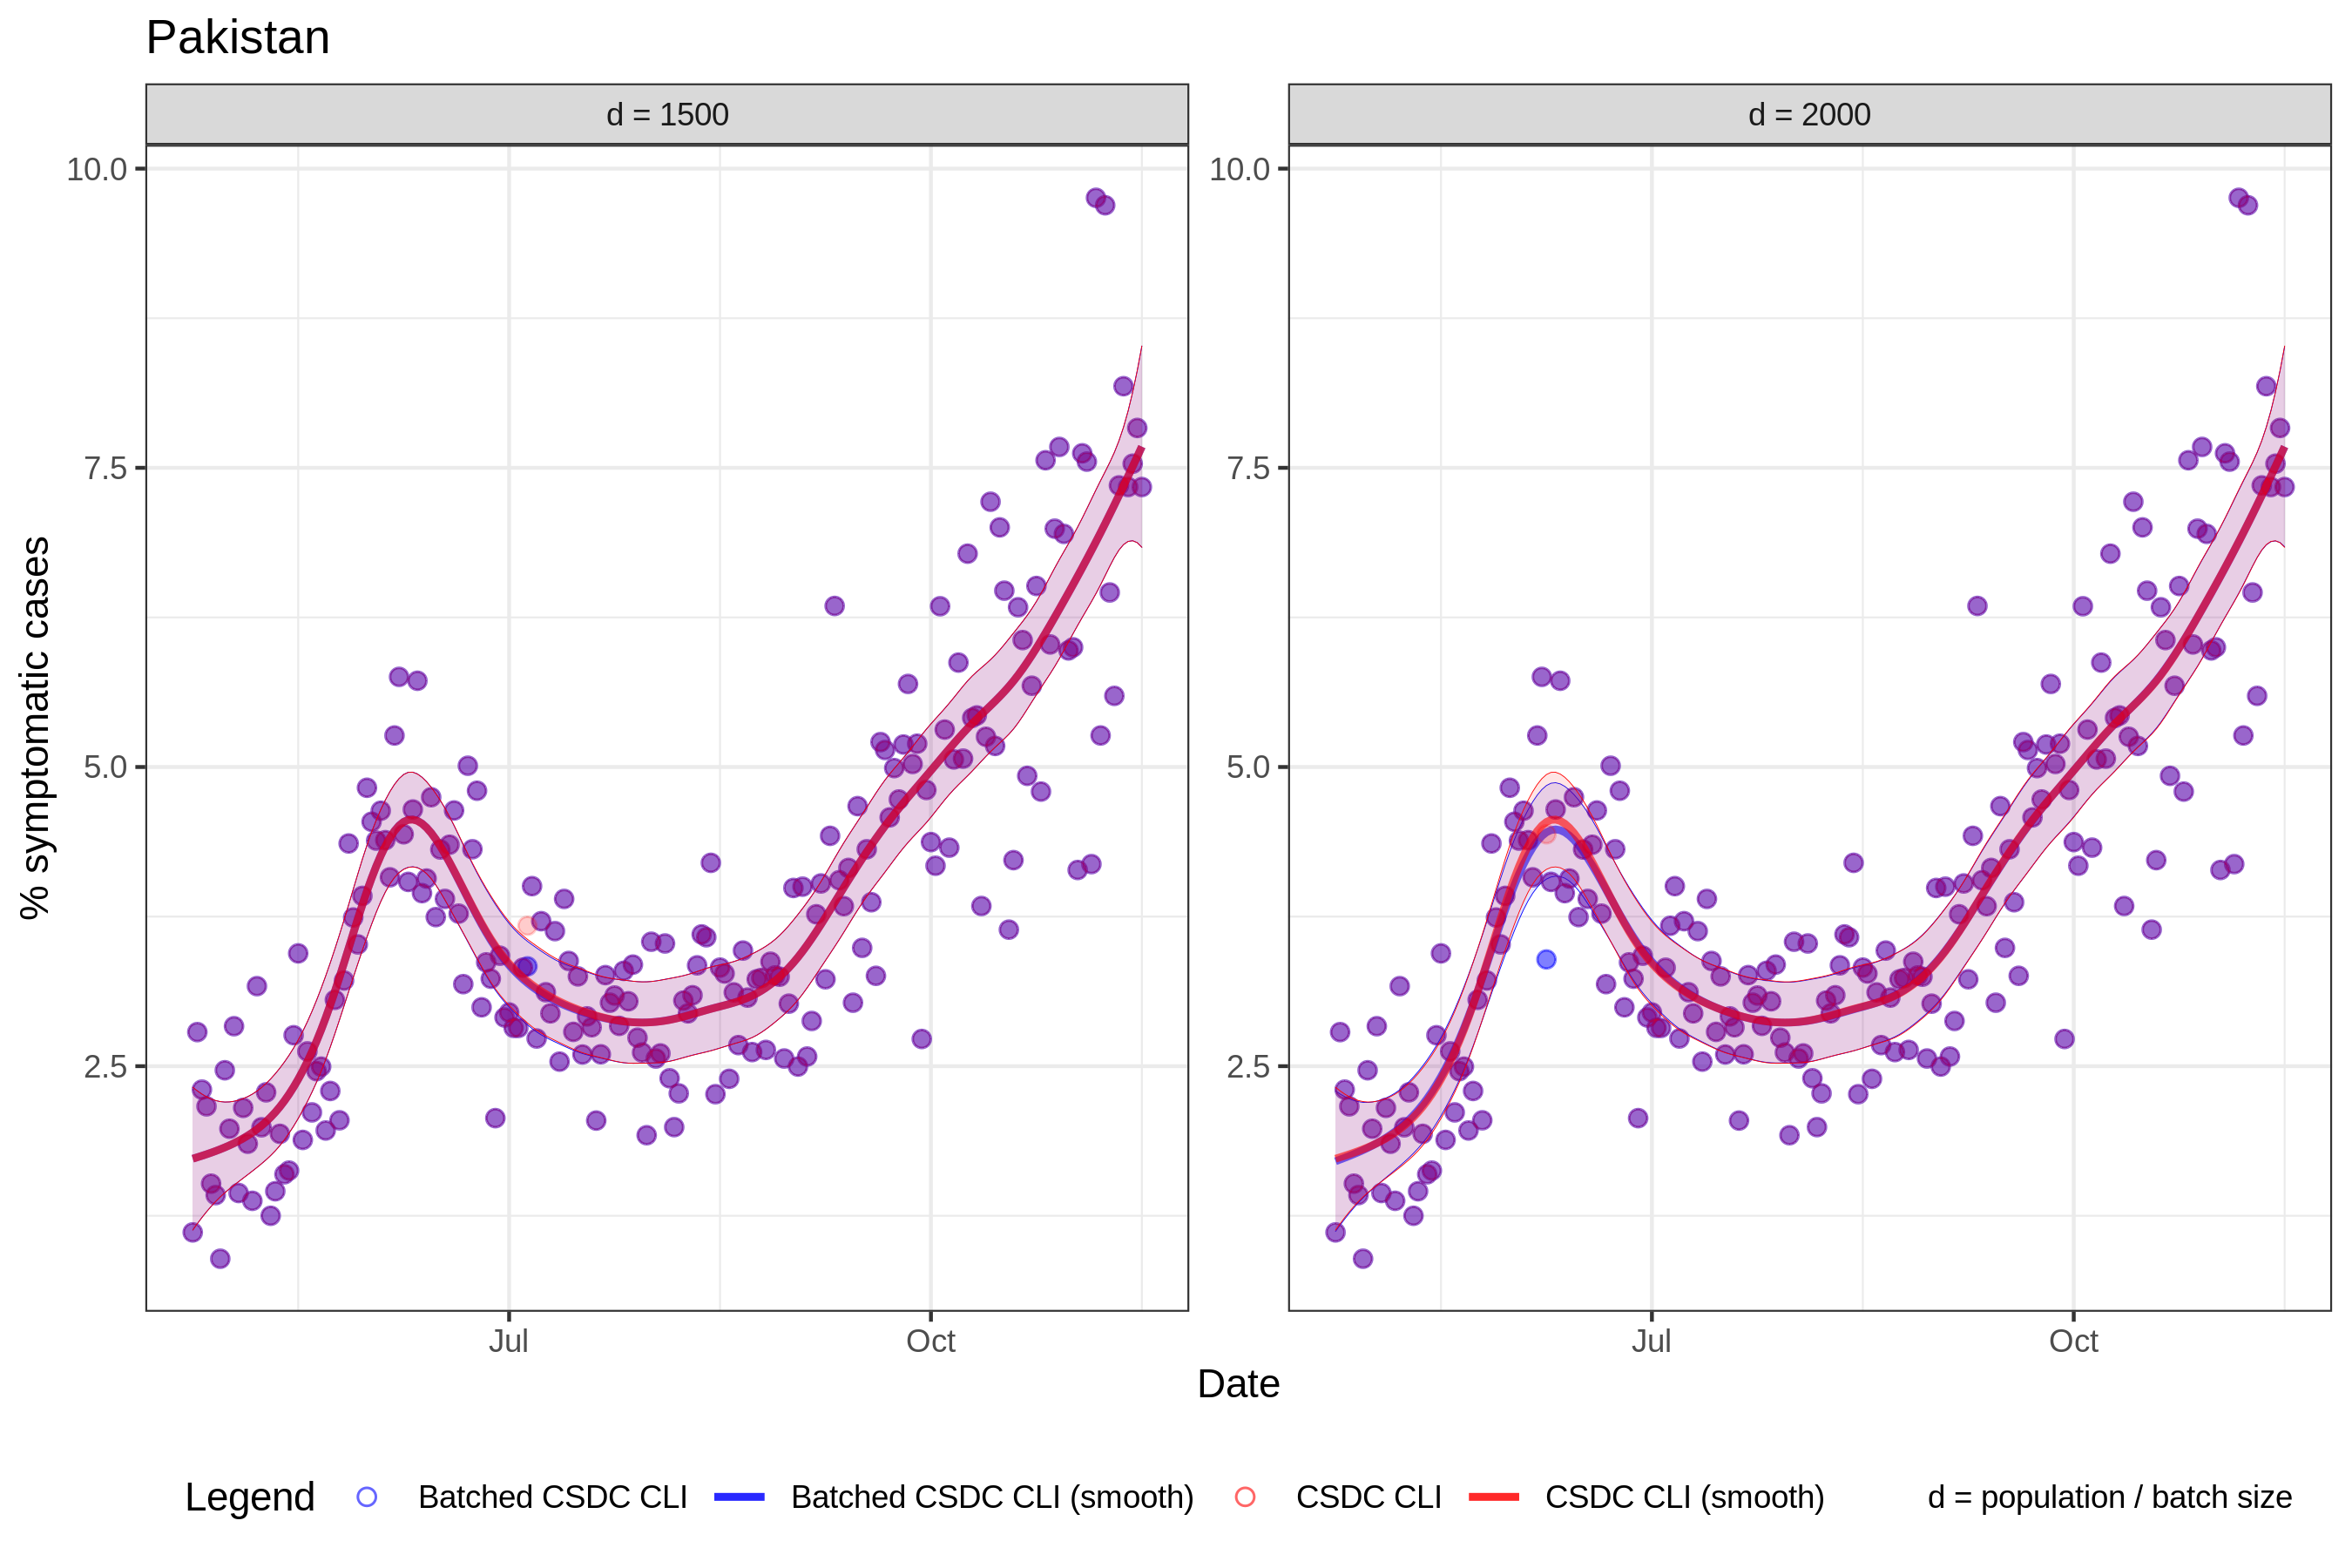 Pakistan
d = 1500
d = 2000
% symptomatic cases
10.0
7.5
5.0
2.5
10.0
7.5
5.0
2.5
Jul
Oct
Jul
Oct
Date
Legend
Batched CSDC CLI
Batched CSDC CLI (smooth)
CSDC CLI
CSDC CLI (smooth)
d = population / batch size